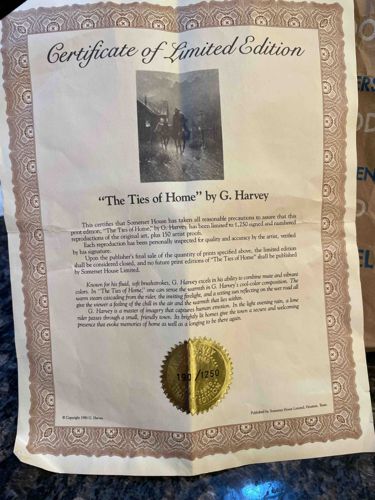 Certificate of Limited Edition
“The Ties of Home” by G. Harvey
This certifies that Somerset House has taken all reasonable precautions to assure that this
print edition, "The Ties of Home," by G. Harvey, has been limited to 1,250 signed and numbered
reproductions of the original art, plus 150 artist proofs.
Each reproduction has been personally inspected for quality and accuracy by the artist, verified
by his signature.
Upon the publisher's final sale of the quantity of prints specified above, the limited edition
shall be considered closed, and no future print editions of "The Ties of Home" shall be published
by Somerset House Limited.
Known for his fluid, soft brushstrokes, G. Harvey excels in his ability to combine mute and vibrant
colors. In "The Ties of Home," one can sense the warmth in G. Harvey's cool-color composition. The
warm steam cascading from the rider, the inviting firelight, and a setting sun reflecting on the wet road all
give the viewer a feeling of the chill in the air and the warmth that lies within.
G. Harvey is a master of imagery that captures human emotion. In the light evening rain, a lone
rider passes through a small, friendly town. Its brightly lit homes give the town a secure and welcoming
presence that evoke memories of home as well as a longing to be there again.
190/1250
© Copyright G. Harvey
Published by Somerset House Limited, Houston, Texas